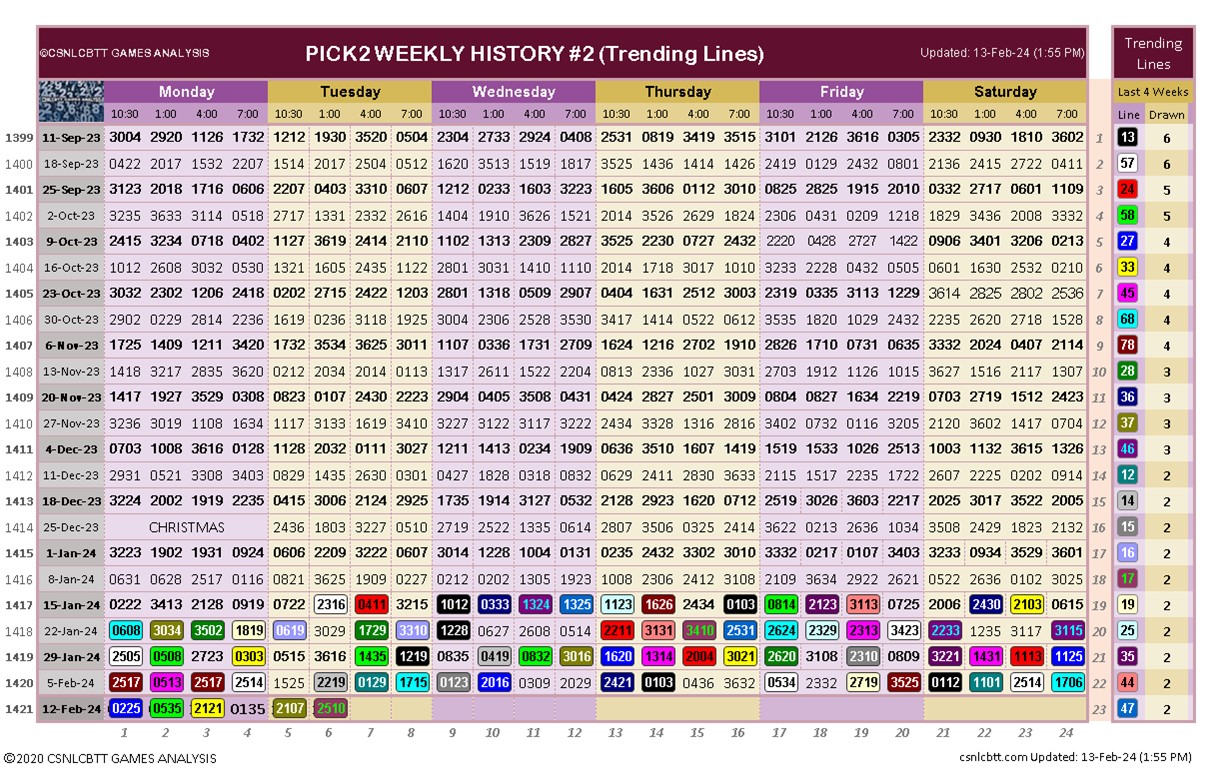 ©CSNLCBTT GAMES ANALYSIS PICK2 WEEKLY HISTORY #2 (Trending Lines) Updated: 13-Feb-24 (1:55 PM) Trending Lines
Monday Tuesday Wednesday Thursday Friday Saturday Last 4 Weeks
10:30 1:00 4:00 7:00 10:30 1:00 4:00 7:00 10:30 1:00 4:00 7:00 10:30 1:00 4:00 7:00 10:30 1:00 4:00 7:00 10:30 1:00 4:00 7:00 Line Drawn
1399 11-Sep-23 3004 2920 1126 1732 1212 1930 3520 0504 2304 2733 2924 0408 2531 0819 3419 3515 3101 2126 3616 0305 2332 0930 1810 3602 1 13 6
1400 18-Sep-23 0422 2017 1532 2207 1514 2017 2504 0512 1620 3513 1519 1817 3525 1436 1414 1426 2419 0129 2432 0801 2136 2415 2722 0411 2 57 6
1401 25-Sep-23 3123 2018 1716 0606 2207 0403 3310 0607 1212 0233 1603 3223 1605 3606 0112 3010 0825 2825 1915 2010 0332 2717 0601 1109 3 24 5
1402 2-Oct-23 3235 3633 3114 0518 2717 1331 2332 2616 1404 1910 3626 1521 2014 3526 2629 1824 2306 0431 0209 1218 1829 3436 2008 3332 4 58 5
1403 9-Oct-23 2415 3234 0718 0402 1127 3619 2414 2110 1102 1313 2309 2827 3525 2230 0727 2432 2220 0428 2727 1422 0906 3401 3206 0213 5 27 4
1404 16-Oct-23 1012 2608 3032 0530 1321 1605 2435 1122 2801 3031 1410 1110 2014 1718 3017 1010 3233 2228 0432 0505 0601 1630 2532 0210 6 33 4
1405 23-Oct-23 3032 2302 1206 2418 0202 2715 2422 1203 2801 1318 0509 2907 0404 1631 2512 3003 2319 0335 3113 1229 3614 2825 2802 2536 7 45 4
1406 30-Oct-23 2902 0229 2814 2236 1619 0236 3118 1925 3004 2306 2528 3530 3417 1414 0522 0612 3535 1820 1029 2432 2235 2620 2718 1528 8 68 4
1407 6-Nov-23 1725 1409 1211 3420 1732 3534 3625 3011 1107 0336 1731 2709 1624 1216 2702 1910 2826 1710 0731 0635 3332 2024 0407 2114 9 78 4
1408 13-Nov-23 1418 3217 2835 3620 0212 2034 2014 0113 1317 2611 1522 2204 0813 2336 1027 3031 2703 1912 1126 1015 3627 1516 2117 1307 10 28 3
1409 20-Nov-23 1417 1927 3529 0308 0823 0107 2430 2223 2904 0405 3508 0431 0424 2827 2501 3009 0804 0827 1634 2219 0703 2719 1512 2423 11 36 3
1410 27-Nov-23 3236 3019 1108 1634 1117 3133 1619 3410 3227 3122 3117 3222 2434 3328 1316 2816 3402 0732 0116 3205 2120 3602 1417 0704 12 37 3
1411 4-Dec-23 0703 1008 3616 0128 1128 2032 0111 3027 1211 1413 0234 1909 0636 3510 1607 1419 1519 1533 1026 2513 1003 1132 3615 1326 13 46 3
1412 11-Dec-23 2931 0521 3308 3403 0829 1435 2630 0301 0427 1828 0318 0832 0629 2411 2830 3633 2115 1517 2235 1722 2607 2225 0202 0914 14 12 2
1413 18-Dec-23 3224 2002 1919 2235 0415 3006 2124 2925 1735 1914 3127 0532 2128 2923 1620 0712 2519 3026 3603 2217 2025 3017 3522 2005 15 14 2
1414 25-Dec-23 CHRISTMAS 2436 1803 3227 0510 2719 2522 1335 0614 2807 3506 0325 2414 3622 0213 2636 1034 3508 2429 1823 2132 16 15 2
1415 1-Jan-24 3223 1902 1931 0924 0606 2209 3222 0607 3014 1228 1004 0131 0235 2432 3302 3010 3332 0217 0107 3403 3233 0934 3529 3601 17 16 2
1416 8-Jan-24 0631 0628 2517 0116 0821 3625 1909 0227 0212 0202 1305 1923 1008 2306 2412 3108 2109 3634 2922 2621 0522 2636 0102 3025 18 17 2
1417 15-Jan-24 0222 3413 2128 0919 0722 2316 0411 3215 1012 0333 1324 1325 1123 1626 2434 0103 0814 2123 3113 0725 2006 2430 2103 0615 19 19 2
1418 22-Jan-24 0608 3034 3502 1819 0619 3029 1729 3310 1228 0627 2608 0514 2211 3131 3410 2531 2624 2329 2313 3423 2233 1235 3117 3115 20 25 2
1419 29-Jan-24 2505 0508 2723 0303 0515 3616 1435 1219 0835 0419 0832 3016 1620 1314 2004 3021 2620 3108 2310 0809 3221 1431 1113 1125 21 35 2
1420 5-Feb-24 2517 0513 2517 2514 1525 2219 0129 1715 0123 2016 0309 2029 2421 0103 0436 3632 0534 2332 2719 3525 0112 1101 2514 1706 22 44 2
1421 12-Feb-24 0225 0535 2121 0135 2107 2510 23 47 2
1 2 3 4 5 6 7 8 9 10 11 12 13 14 15 16 17 18 19 20 21 22 23 24
©2020 CSNLCBTT GAMES ANALYSIS csnlcbtt.com Updated: 13-Feb-24 (1:55 PM)